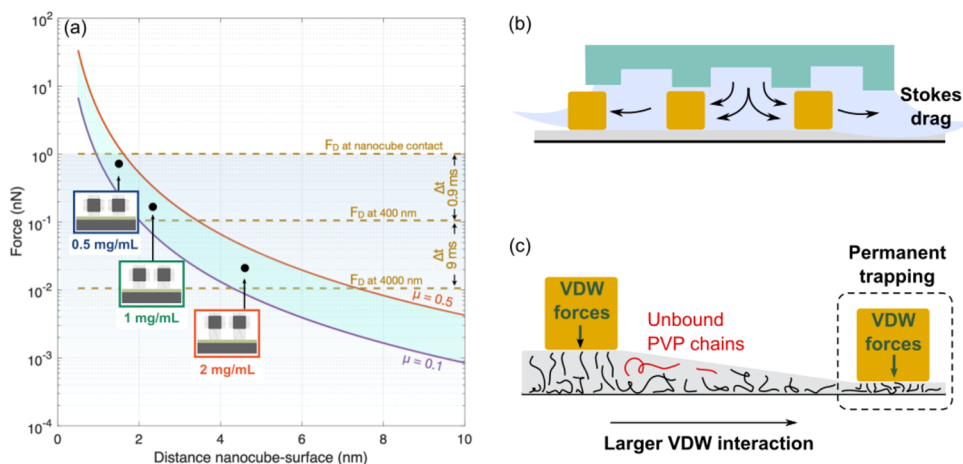 (a)
10²
10¹
10⁰
10⁻¹
10⁻²
10⁻³
10⁻⁴
Force (nN)
0
2
4
6
8
10
Distance nanocube-surface (nm)
F_D at nanocube contact
Δt
0.9 ms
F_D at 400 nm
Δt
9 ms
F_D at 4000 nm
μ = 0.5
μ = 0.1
0.5 mg/mL
1 mg/mL
2 mg/mL
(b)
Stokes
drag
(c)
Permanent
trapping
VDW
forces
Unbound
PVP chains
VDW
forces
Larger VDW interaction